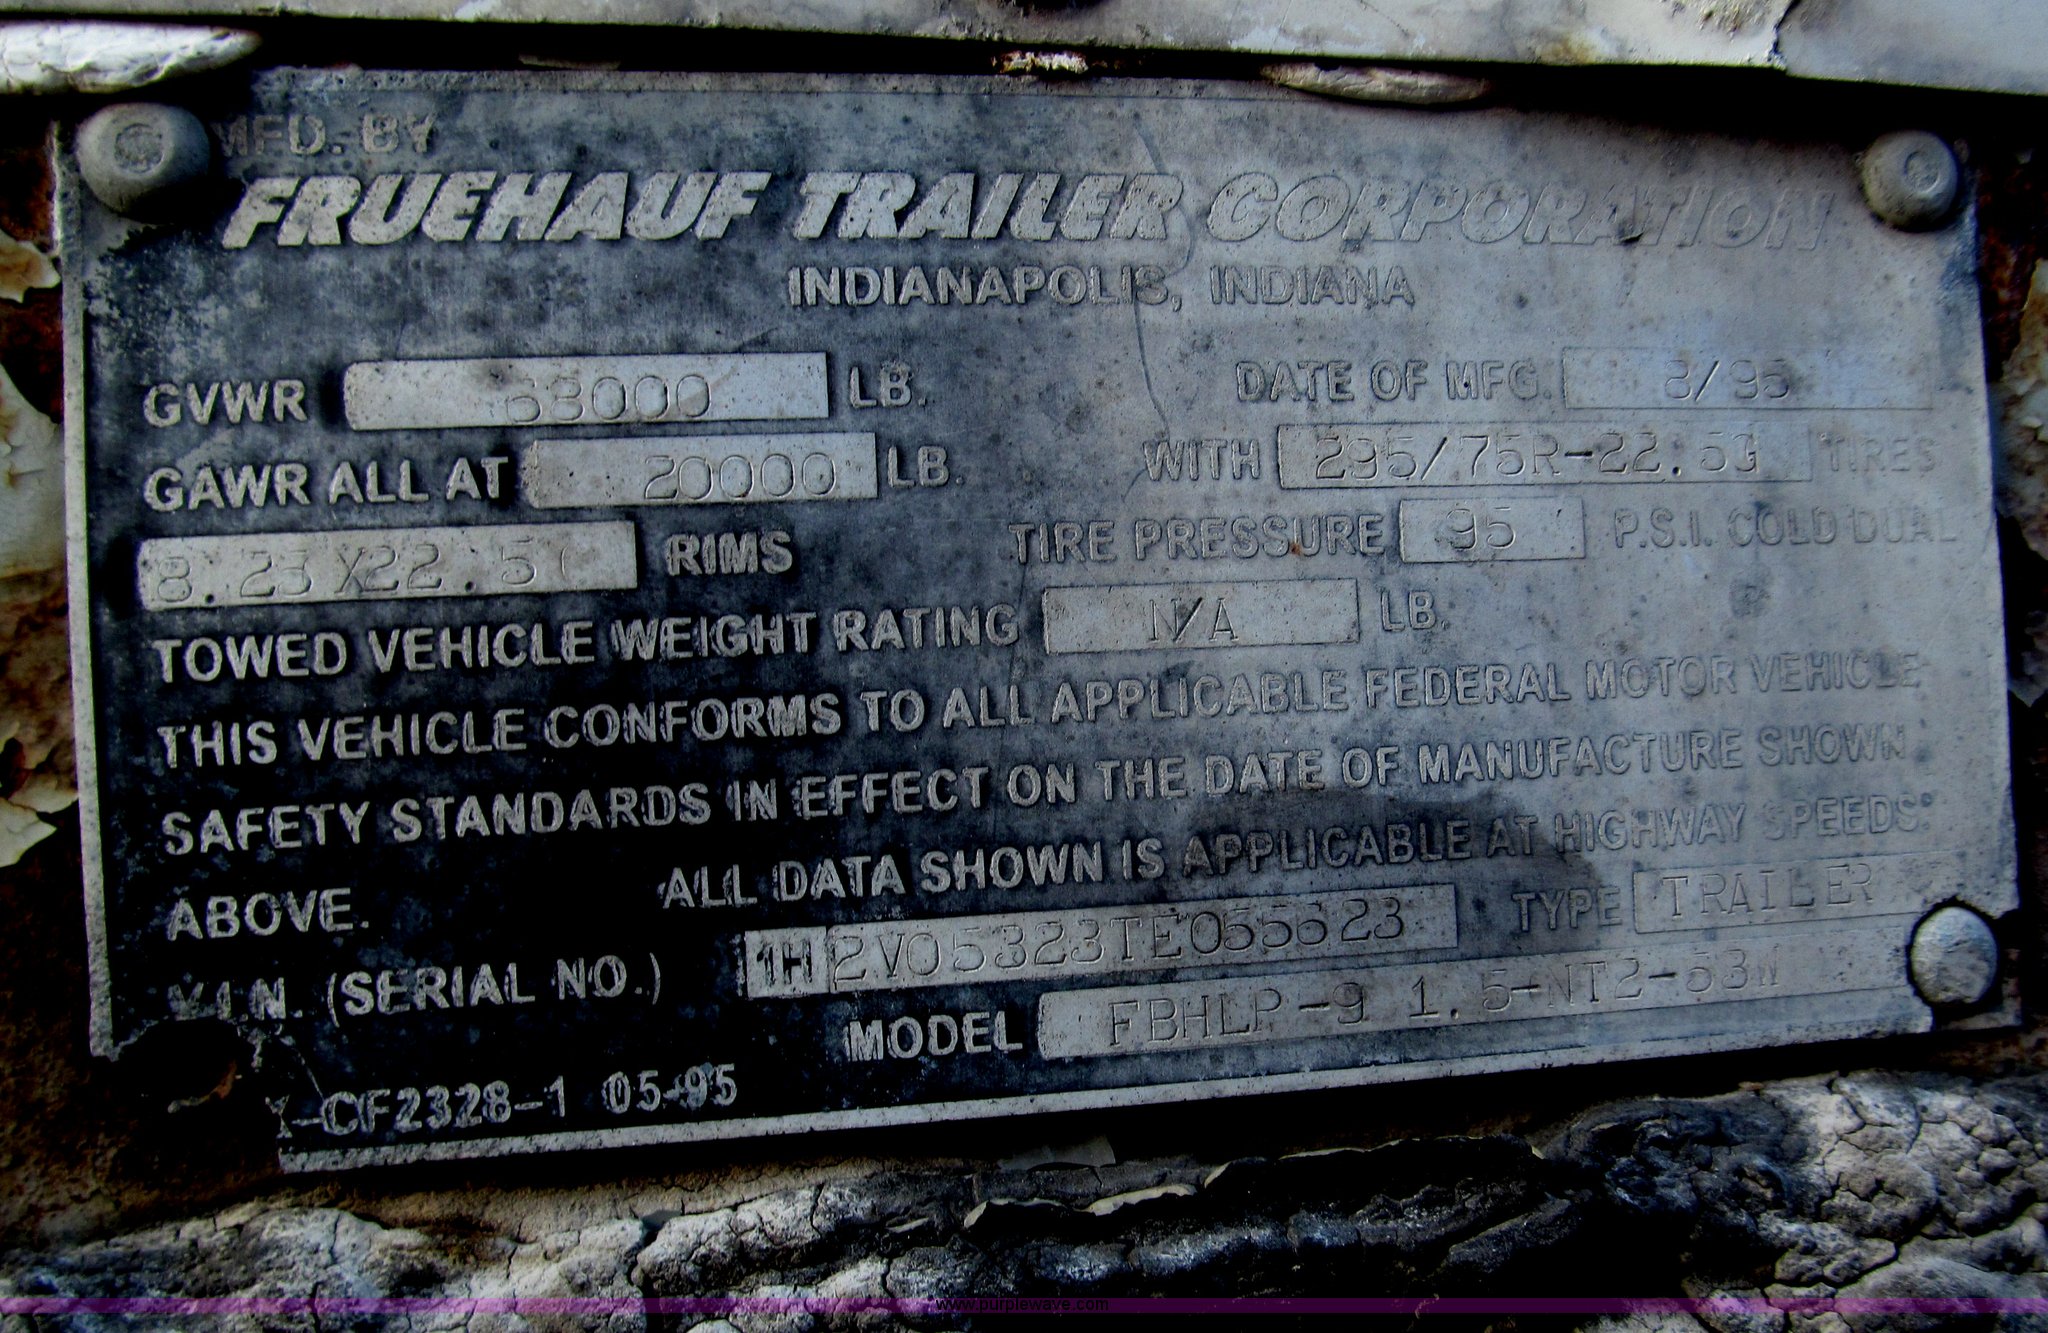 MFD. BY
FRUEHAUF TRAILER CORPORATION
INDIANAPOLIS, INDIANA
GVWR 68000 LB. DATE OF MFG. 8/95
GAWR ALL AT 20000 LB. WITH 295/75R-22.5G TIRES
RIMS TIRE PRESSURE 95 P.S.I. COLD DUAL
TOWED VEHICLE WEIGHT RATING N/A LB.
THIS VEHICLE CONFORMS TO ALL APPLICABLE FEDERAL MOTOR VEHICLE
SAFETY STANDARDS IN EFFECT ON THE DATE OF MANUFACTURE SHOWN
ABOVE. ALL DATA SHOWN IS APPLICABLE AT HIGHWAY SPEEDS.
V.I.N. (SERIAL NO.) 1H2V05323TE055623 TYPE TRAILER
MODEL FBHLP-9 1.5-NT2-53W
X-CF2328-1 05-95
www.purplewave.com